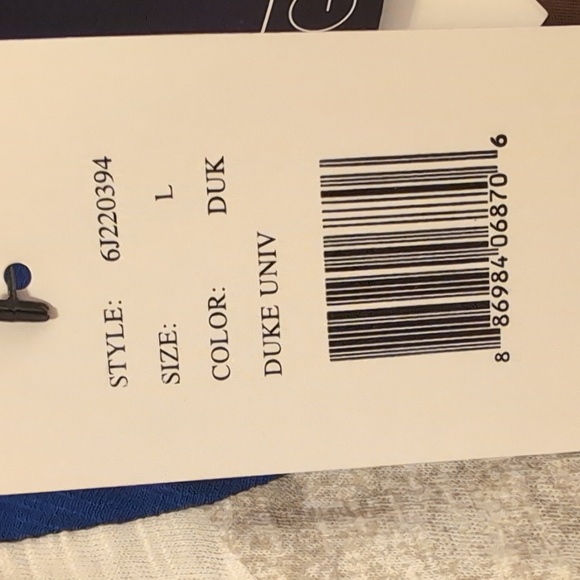 STYLE: 6J220394
SIZE: L
COLOR: DUK
DUKE UNIV
8 86984 06870 6
G